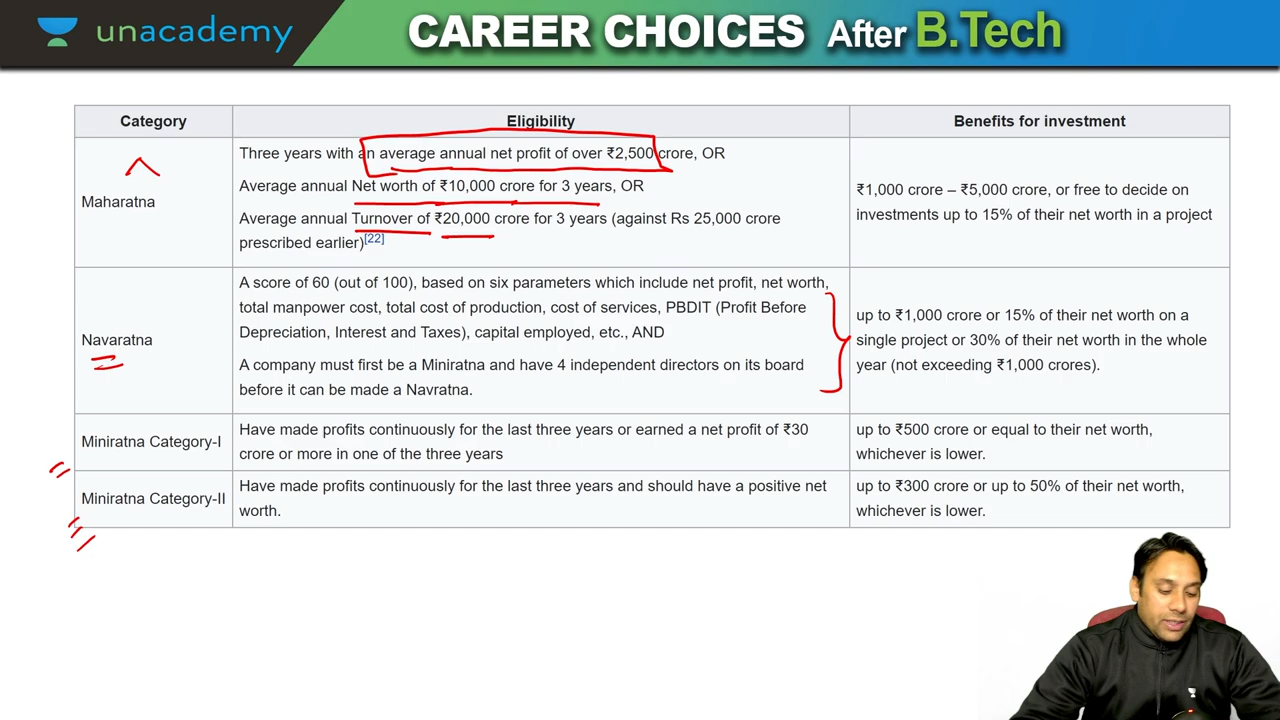 unacademy
CAREER CHOICES After B.Tech
Category
Eligibility
Benefits for investment
Maharatna
Three years with an average annual net profit of over ₹2,500 crore, OR
Average annual Net worth of ₹10,000 crore for 3 years, OR
Average annual Turnover of ₹20,000 crore for 3 years (against Rs 25,000 crore
prescribed earlier)[22]
₹1,000 crore – ₹5,000 crore, or free to decide on
investments up to 15% of their net worth in a project
Navaratna
A score of 60 (out of 100), based on six parameters which include net profit, net worth,
total manpower cost, total cost of production, cost of services, PBDIT (Profit Before
Depreciation, Interest and Taxes), capital employed, etc., AND
A company must first be a Miniratna and have 4 independent directors on its board
before it can be made a Navratna.
up to ₹1,000 crore or 15% of their net worth on a
single project or 30% of their net worth in the whole
year (not exceeding ₹1,000 crores).
Miniratna Category-I
Have made profits continuously for the last three years or earned a net profit of ₹30
crore or more in one of the three years
up to ₹500 crore or equal to their net worth,
whichever is lower.
Miniratna Category-II
Have made profits continuously for the last three years and should have a positive net
worth.
up to ₹300 crore or up to 50% of their net worth,
whichever is lower.